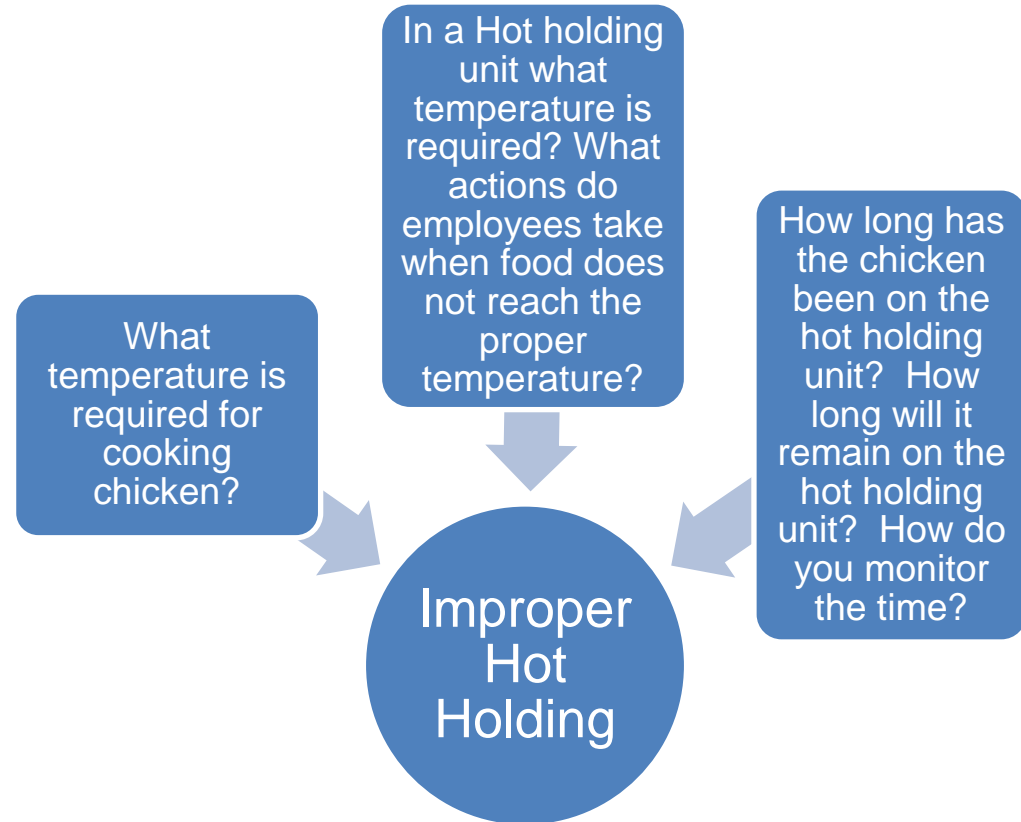 What
temperature is
required for
cooking
chicken?
In a Hot holding
unit what
temperature is
required? What
actions do
employees take
when food does
not reach the
proper
temperature?
How long has
the chicken
been on the
hot holding
unit?  How
long will it
remain on the
hot holding
unit?  How do
you monitor
the time?
Improper
Hot
Holding